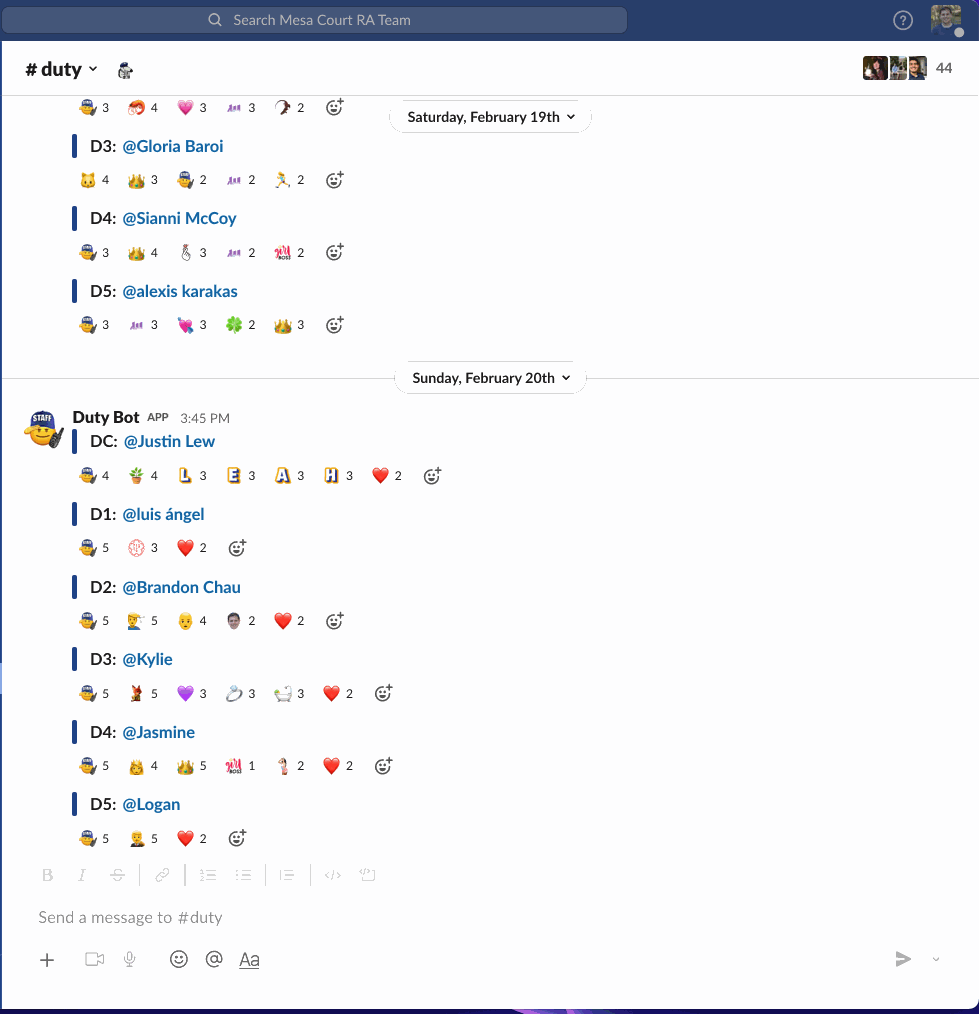 Search Mesa Court RA Team
# duty
44
3 4 3 3 2
Saturday, February 19th
D3: @Gloria Baroi
4 3 2 2 2
D4: @Sianni McCoy
3 4 3 2 GIRL BOSS 2
D5: @alexis karakas
3 3 3 2 3
Sunday, February 20th
STAFF
Duty Bot APP 3:45 PM
DC: @Justin Lew
4 4 L 3 E 3 A 3 H 3 2
D1: @luis ángel
5 3 2
D2: @Brandon Chau
5 5 4 2 2
D3: @Kylie
5 5 3 3 3 2
D4: @Jasmine
5 4 5 GIRL BOSS 1 2 2
D5: @Logan
5 5 2
B I S
Send a message to #duty
@ Aa